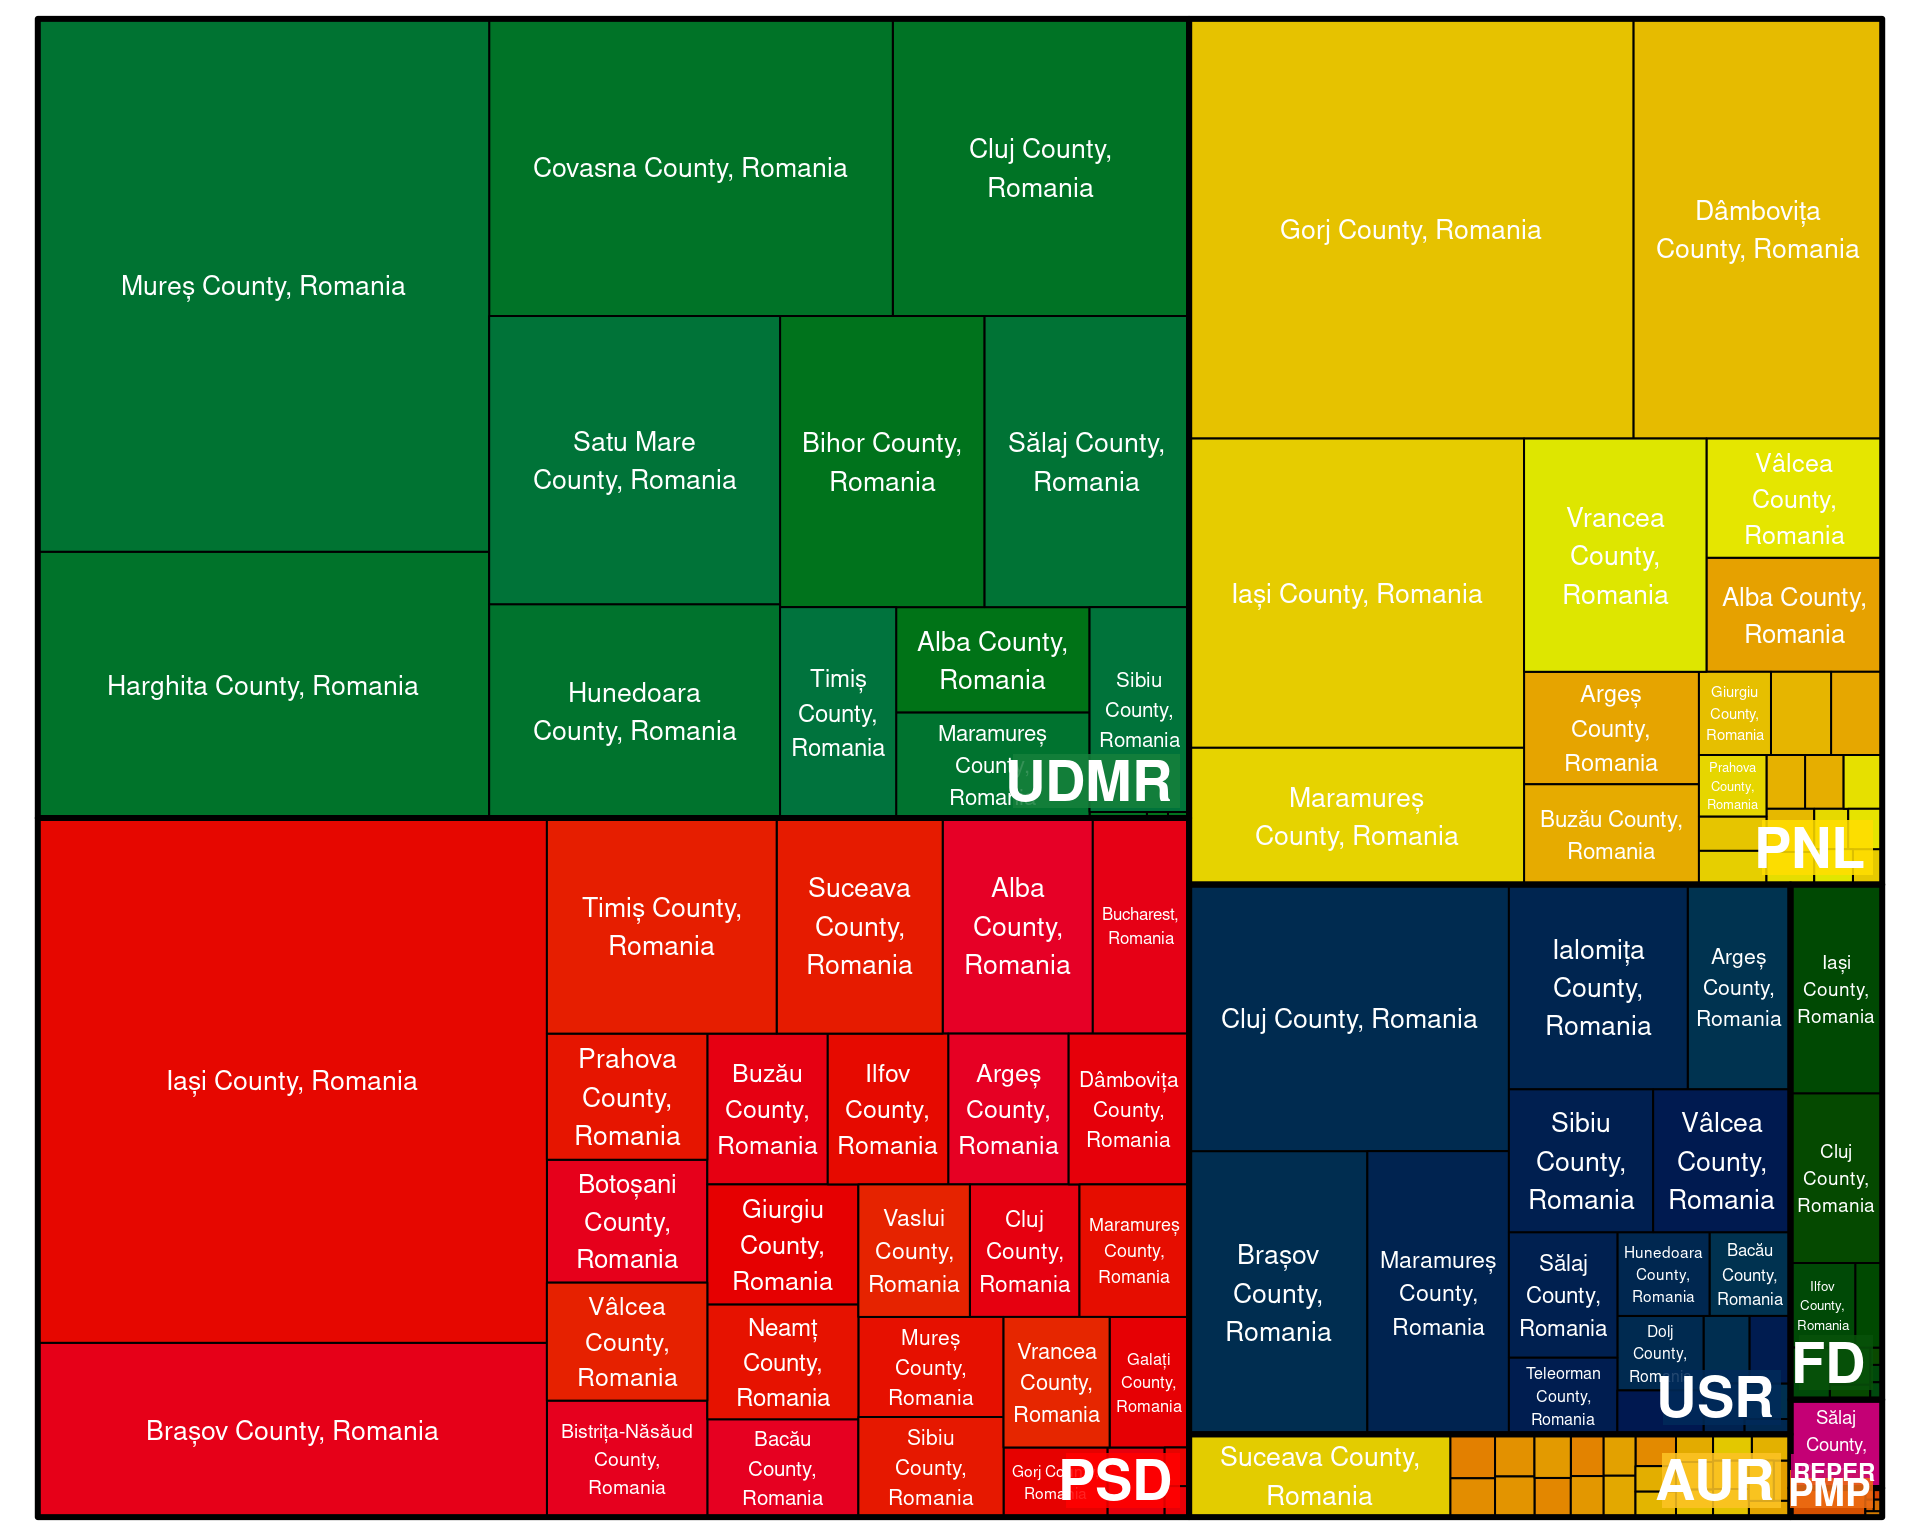 Mureș County, Romania
Harghita County, Romania
Covasna County, Romania
Cluj County,
Romania
Satu Mare
County, Romania
Bihor County,
Romania
Sălaj County,
Romania
Hunedoara
County, Romania
Timiș
County,
Romania
Alba County,
Romania
Maramureș
County,
Romania
Sibiu
County,
Romania
UDMR
Gorj County, Romania
Dâmbovița
County, Romania
Iași County, Romania
Maramureș
County, Romania
Vrancea
County,
Romania
Vâlcea
County,
Romania
Alba County,
Romania
Argeș
County,
Romania
Buzău County,
Romania
Giurgiu
County,
Romania
Prahova
County,
Romania
PNL
Iași County, Romania
Brașov County, Romania
Timiș County,
Romania
Suceava
County,
Romania
Alba
County,
Romania
Bucharest,
Romania
Prahova
County,
Romania
Botoșani
County,
Romania
Vâlcea
County,
Romania
Bistrița-Năsăud
County,
Romania
Buzău
County,
Romania
Ilfov
County,
Romania
Argeș
County,
Romania
Dâmbovița
County,
Romania
Giurgiu
County,
Romania
Neamț
County,
Romania
Bacău
County,
Romania
Vaslui
County,
Romania
Cluj
County,
Romania
Maramureș
County,
Romania
Mureș
County,
Romania
Sibiu
County,
Romania
Vrancea
County,
Romania
Galați
County,
Romania
Gorj County,
Romania
PSD
Cluj County, Romania
Brașov
County,
Romania
Maramureș
County,
Romania
Ialomița
County,
Romania
Argeș
County,
Romania
Sibiu
County,
Romania
Vâlcea
County,
Romania
Sălaj
County,
Romania
Teleorman
County,
Romania
Hunedoara
County,
Romania
Bacău
County,
Romania
Dolj
County,
Romania
USR
Iași
County,
Romania
Cluj
County,
Romania
Ilfov
County,
Romania
FD
Suceava County,
Romania
AUR
Sălaj
County,
REPER
PMP